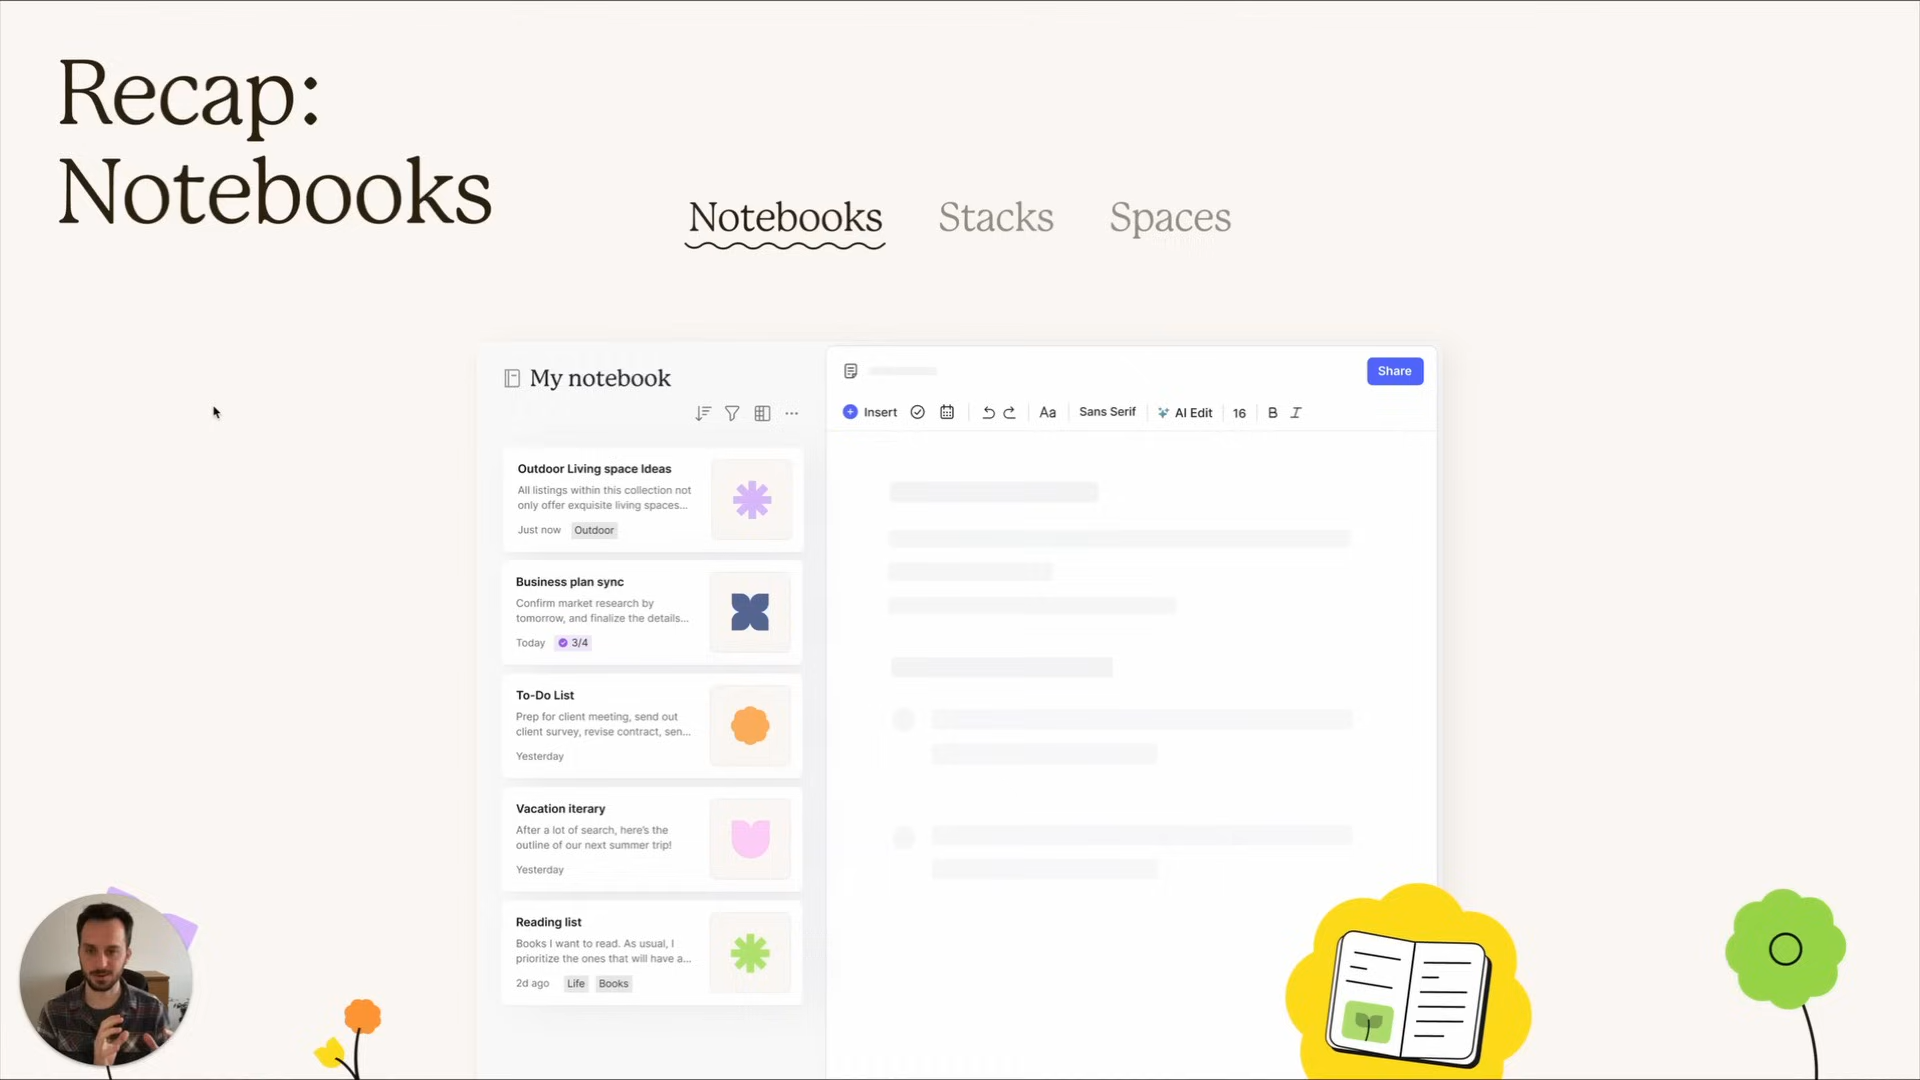 Recap:
Notebooks
Notebooks Stacks Spaces
My notebook
Share
Insert Aa Sans Serif AI Edit 16 B I
Outdoor Living space Ideas
All listings within this collection not
only offer exquisite living spaces...
Just now Outdoor
Business plan sync
Confirm market research by
tomorrow, and finalize the details...
Today 3/4
To-Do List
Prep for client meeting, send out
client survey, revise contract, sen...
Yesterday
Vacation iterary
After a lot of search, here's the
outline of our next summer trip!
Yesterday
Reading list
Books I want to read. As usual, I
prioritize the ones that will have a...
2d ago Life Books